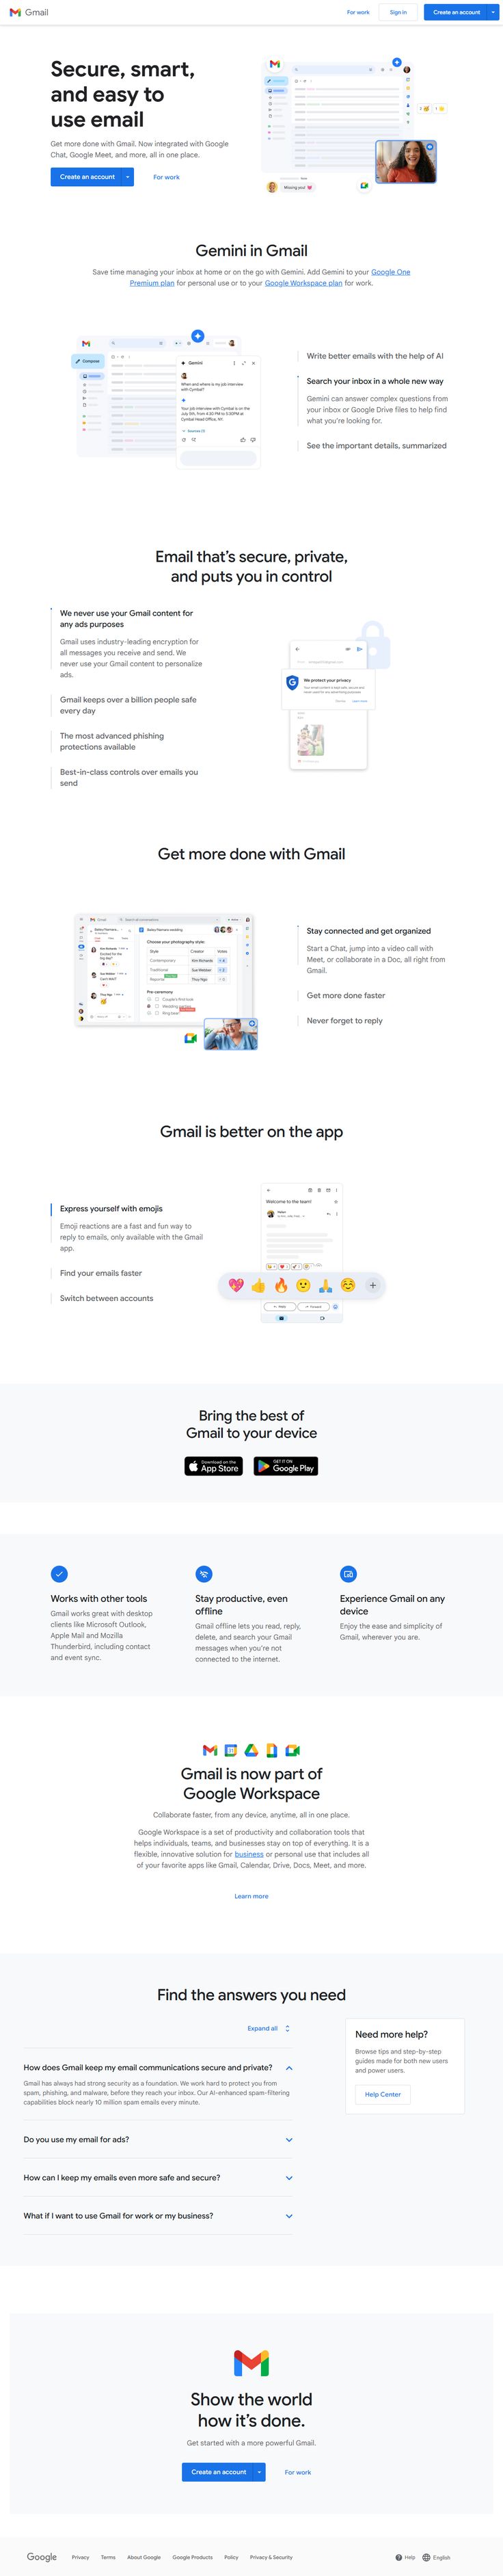 Gmail
For work
Sign in
Create an account
Secure, smart,
and easy to
use email
Get more done with Gmail. Now integrated with Google
Chat, Google Meet, and more, all in one place.
Create an account
For work
Missing you!
Gemini in Gmail
Save time managing your inbox at home or on the go with Gemini. Add Gemini to your Google One
Premium plan for personal use or to your Google Workspace plan for work.
Compose
Gemini
When and where is my job interview
with Cymbal?
Your job interview with Cymbal is on the
July 5th, from 4:30 PM to 5:30PM at
Cymbal Head Office, NY.
Write better emails with the help of AI
Search your inbox in a whole new way
Gemini can answer complex questions from
your inbox or Google Drive files to help find
what you're looking for.
See the important details, summarized
Email that's secure, private,
and puts you in control
We never use your Gmail content for
any ads purposes
Gmail uses industry-leading encryption for
all messages you receive and send. We
never use your Gmail content to personalize
ads.
Gmail keeps over a billion people safe
every day
The most advanced phishing
protections available
Best-in-class controls over emails you
send
We protect your privacy
Get more done with Gmail
Gmail
Search all conversations
Choose your photography style:
Style
Creator
Votes
Contemporary
Kim Richards
Traditional
Sue Webber
Reporter
Thoy Ngo
Pre-ceremony
Couple's first look
Ring bear
Stay connected and get organized
Start a Chat, jump into a video call with
Meet, or collaborate in a Doc, all right from
Gmail.
Get more done faster
Never forget to reply
Gmail is better on the app
Express yourself with emojis
Emoji reactions are a fast and fun way to
reply to emails, only available with the Gmail
app.
Find your emails faster
Switch between accounts
Welcome to the team!
Bring the best of
Gmail to your device
Download on the
App Store
GET IT ON
Google Play
Works with other tools
Gmail works great with desktop
clients like Microsoft Outlook,
Apple Mail and Mozilla
Thunderbird, including contact
and event sync.
Stay productive, even
offline
Gmail offline lets you read, reply,
delete, and search your Gmail
messages when you're not
connected to the internet.
Experience Gmail on any
device
Enjoy the ease and simplicity of
Gmail, wherever you are.
Gmail is now part of
Google Workspace
Collaborate faster, from any device, anytime, all in one place.
Google Workspace is a set of productivity and collaboration tools that
helps individuals, teams, and businesses stay on top of everything. It is a
flexible, innovative solution for business or personal use that includes all
of your favorite apps like Gmail, Calendar, Drive, Docs, Meet, and more.
Learn more
Find the answers you need
Expand all
How does Gmail keep my email communications secure and private?
Gmail has always had strong security as a foundation. We work hard to protect you from
spam, phishing, and malware, before they reach your inbox. Our AI-enhanced spam-filtering
capabilities block nearly 10 million spam emails every minute.
Do you use my email for ads?
How can I keep my emails even more safe and secure?
What if I want to use Gmail for work or my business?
Need more help?
Browse tips and step-by-step
guides made for both new users
and power users.
Help Center
Show the world
how it's done.
Get started with a more powerful Gmail.
Create an account
For work
Google
Privacy
Terms
About Google
Google Products
Policy
Privacy & Security
Help
English